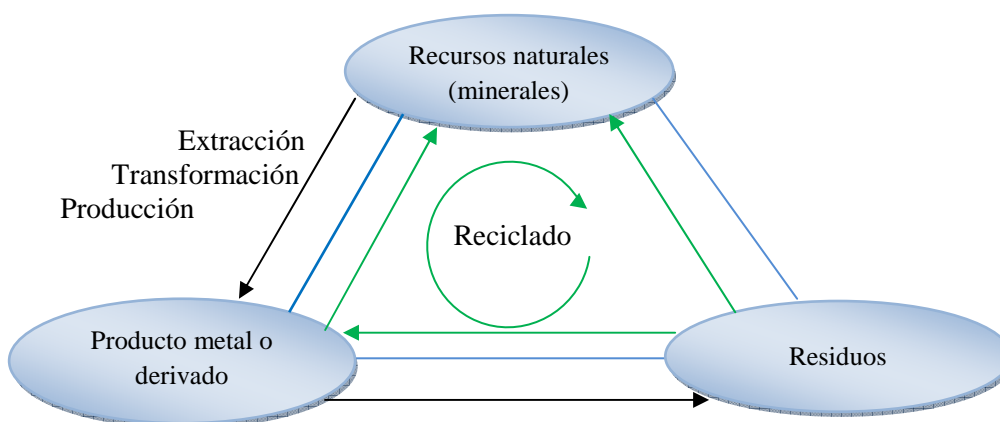 Recursos naturales
(minerales)
Extracción
Transformación
Producción
Reciclado
Producto metal o
derivado
Residuos